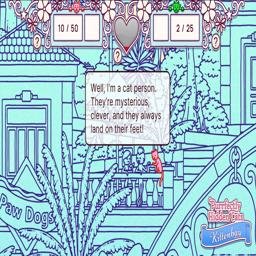 10 / 50
2 / 25
?
?
?
?
Well, I'm a cat person.
They're mysterious,
clever, and they always
land on their feet!
Paw Dogs
Purrfectly
Hidden Cats
Kittenbay